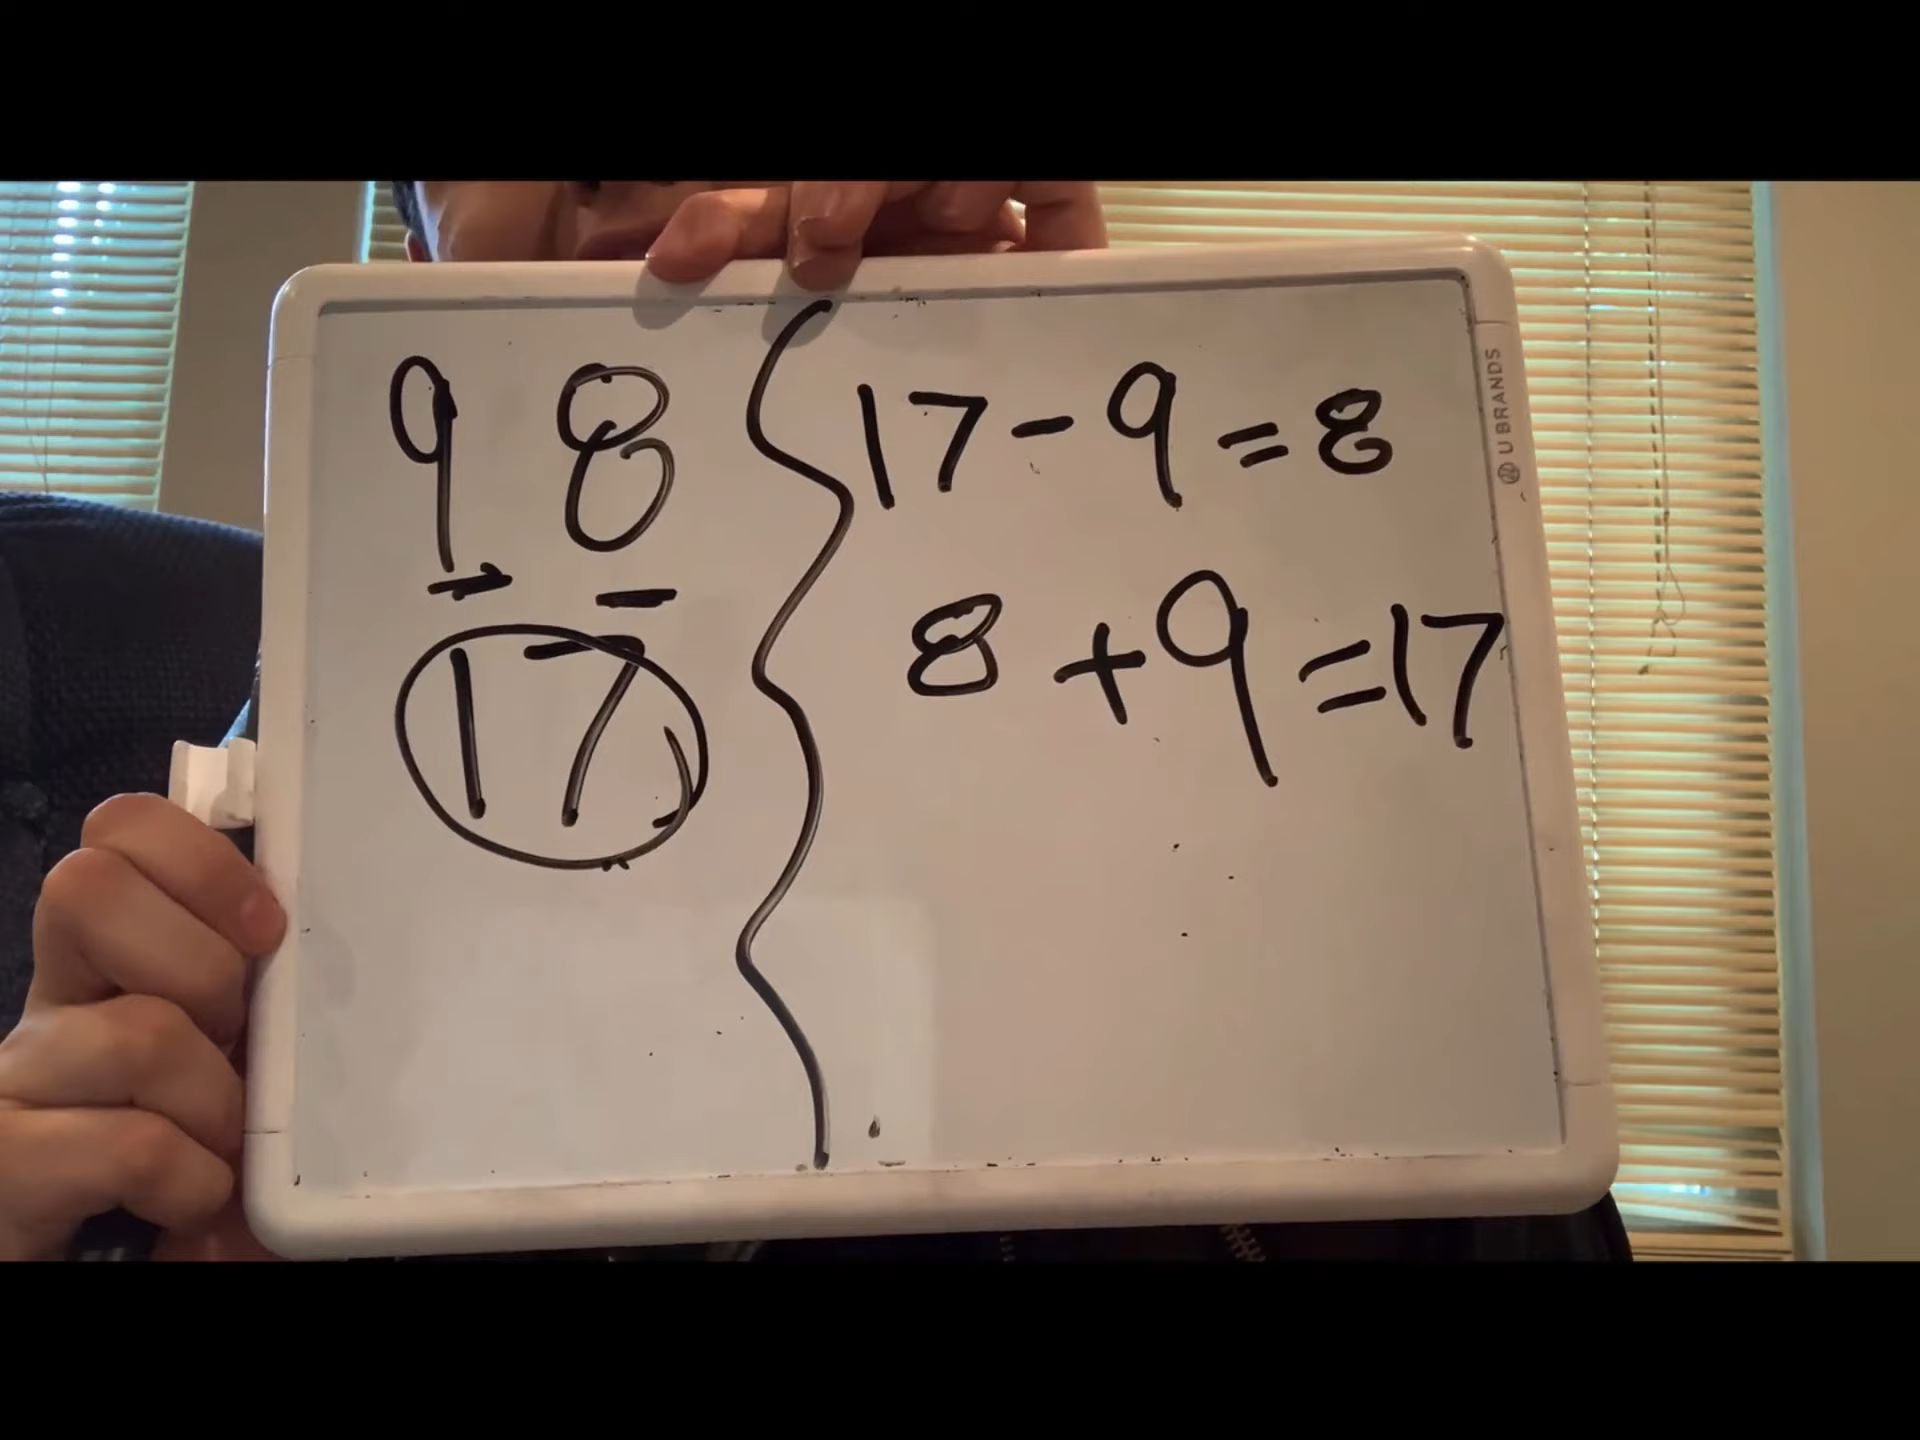 9 8
17
17 - 9 = 8
8 + 9 = 17
U BRANDS